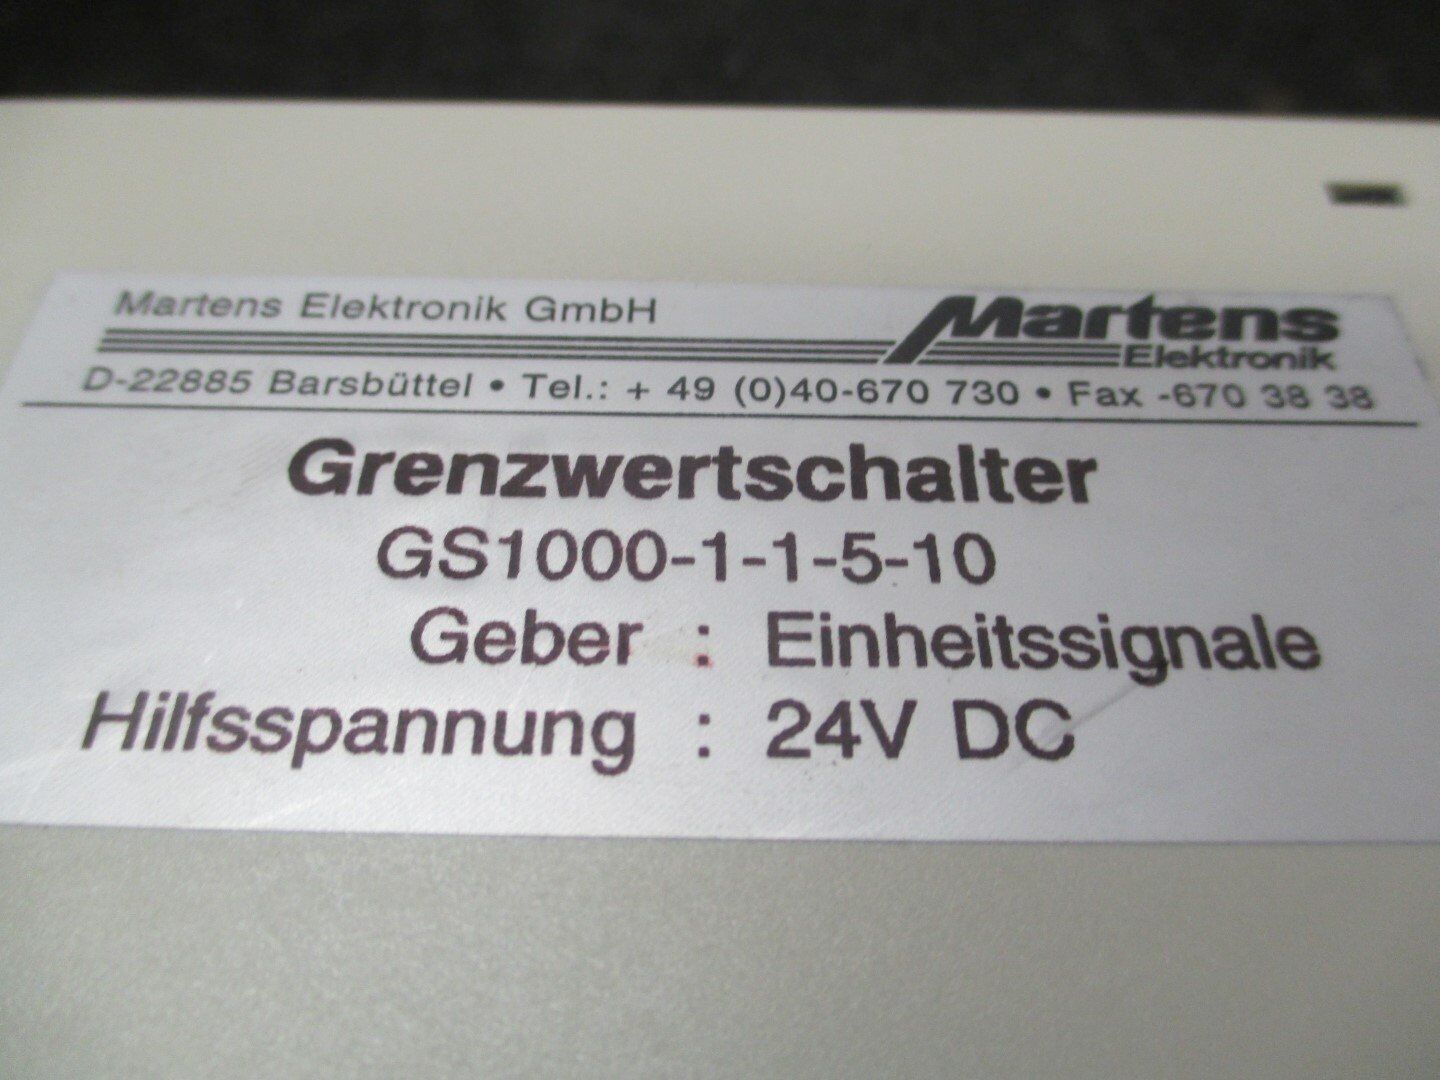 Martens Elektronik GmbH
Martens
Elektronik
D-22885 Barsbüttel • Tel.: + 49 (0)40-670 730 • Fax -670 38 38
Grenzwertschalter
GS1000-1-1-5-10
Geber : Einheitssignale
Hilfsspannung : 24V DC